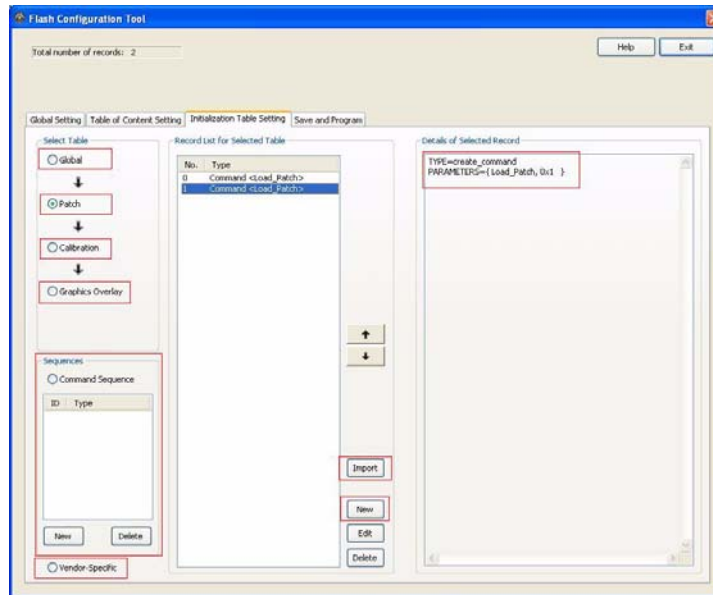 Flash Configuration Tool
Total number of records: 2
Help
Exit
Global Setting
Table of Content Setting
Initialization Table Setting
Save and Program
Select Table
Global
Patch
Calibration
Graphics Overlay
Sequences
Command Sequence
ID Type
New
Delete
Vendor-Specific
Record List for Selected Table
No. Type
0 Command <Load_Patch>
1 Command <Load_Patch>
Import
New
Edit
Delete
Details of Selected Record
TYPE=create_command
PARAMETERS={ Load_Patch, 0x1 }